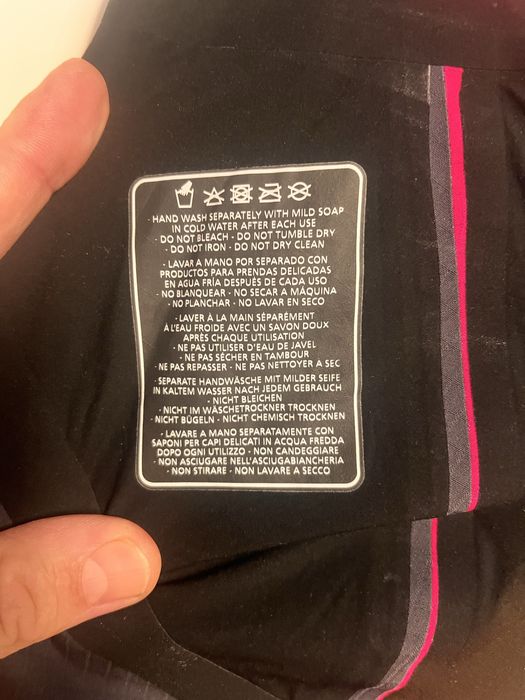 - HAND WASH SEPARATELY WITH MILD SOAP
IN COLD WATER AFTER EACH USE
- DO NOT BLEACH - DO NOT TUMBLE DRY
- DO NOT IRON - DO NOT DRY CLEAN
- LAVAR A MANO POR SEPARADO CON
PRODUCTOS PARA PRENDAS DELICADAS
EN AGUA FRÍA DESPUÉS DE CADA USO
- NO BLANQUEAR - NO SECAR A MÁQUINA
- NO PLANCHAR - NO LAVAR EN SECO
- LAVER À LA MAIN SÉPARÉMENT
À L'EAU FROIDE AVEC UN SAVON DOUX
APRÈS CHAQUE UTILISATION
- NE PAS UTILISER D'EAU DE JAVEL
- NE PAS SÉCHER EN TAMBOUR
- NE PAS REPASSER - NE PAS NETTOYER A SEC
- SEPARATE HANDWÄSCHE MIT MILDER SEIFE
IN KALTEM WASSER NACH JEDEM GEBRAUCH
- NICHT BLEICHEN
- NICHT IM WÄSCHETROCKNER TROCKNEN
- NICHT BÜGELN - NICHT CHEMISCH TROCKNEN
- LAVARE A MANO SEPARATAMENTE CON
SAPONI PER CAPI DELICATI IN ACQUA FREDDA
DOPO OGNI UTILIZZO - NON CANDEGGIARE
- NON ASCIUGARE NELL'ASCIUGABIANCHERIA
- NON STIRARE - NON LAVARE A SECCO